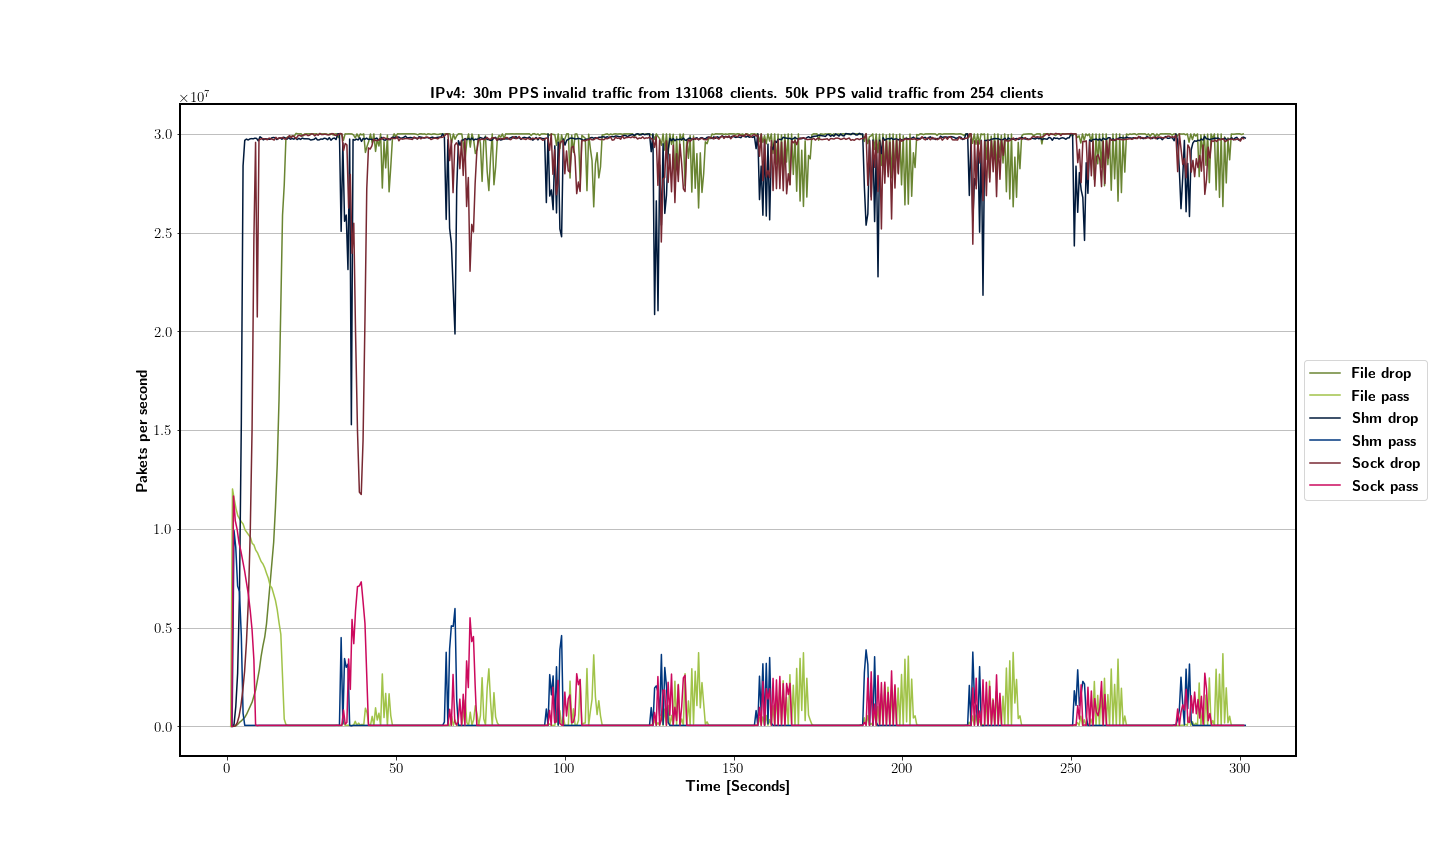 IPv4: 30m PPS invalid traffic from 131068 clients. 50k PPS valid traffic from 254 clients
×10⁷
3.0
2.5
2.0
1.5
1.0
0.5
0.0
Pakets per second
0 50 100 150 200 250 300
Time [Seconds]
File drop
File pass
Shm drop
Shm pass
Sock drop
Sock pass